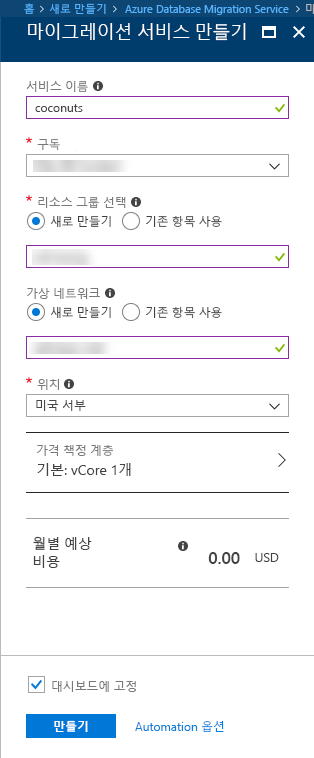 홈 > 새로 만들기 > Azure Database Migration Service > 마
마이그레이션 서비스 만들기
서비스 이름
coconuts
* 구독
* 리소스 그룹 선택
새로 만들기 기존 항목 사용
가상 네트워크
새로 만들기 기존 항목 사용
* 위치
미국 서부
가격 책정 계층
기본: vCore 1개
월별 예상
비용
0.00 USD
대시보드에 고정
만들기 Automation 옵션